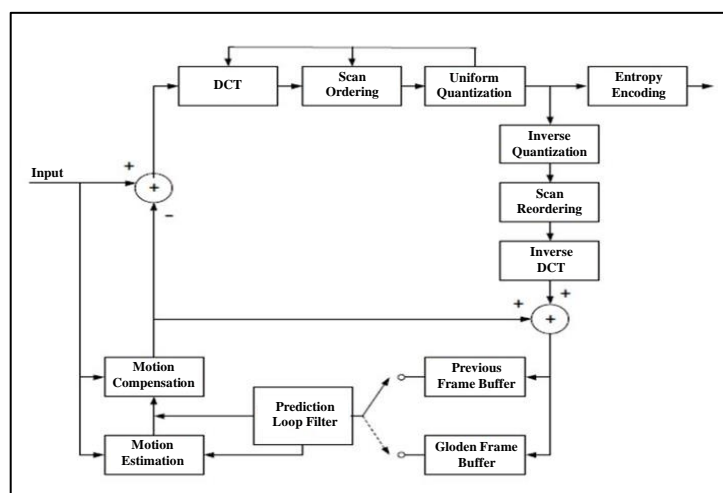 DCT
Scan
Ordering
Uniform
Quantization
Entropy
Encoding
Inverse
Quantization
Input
+
+
−
Scan
Reordering
Inverse
DCT
+
+
+
Motion
Compensation
Previous
Frame Buffer
Prediction
Loop Filter
Motion
Estimation
Gloden Frame
Buffer